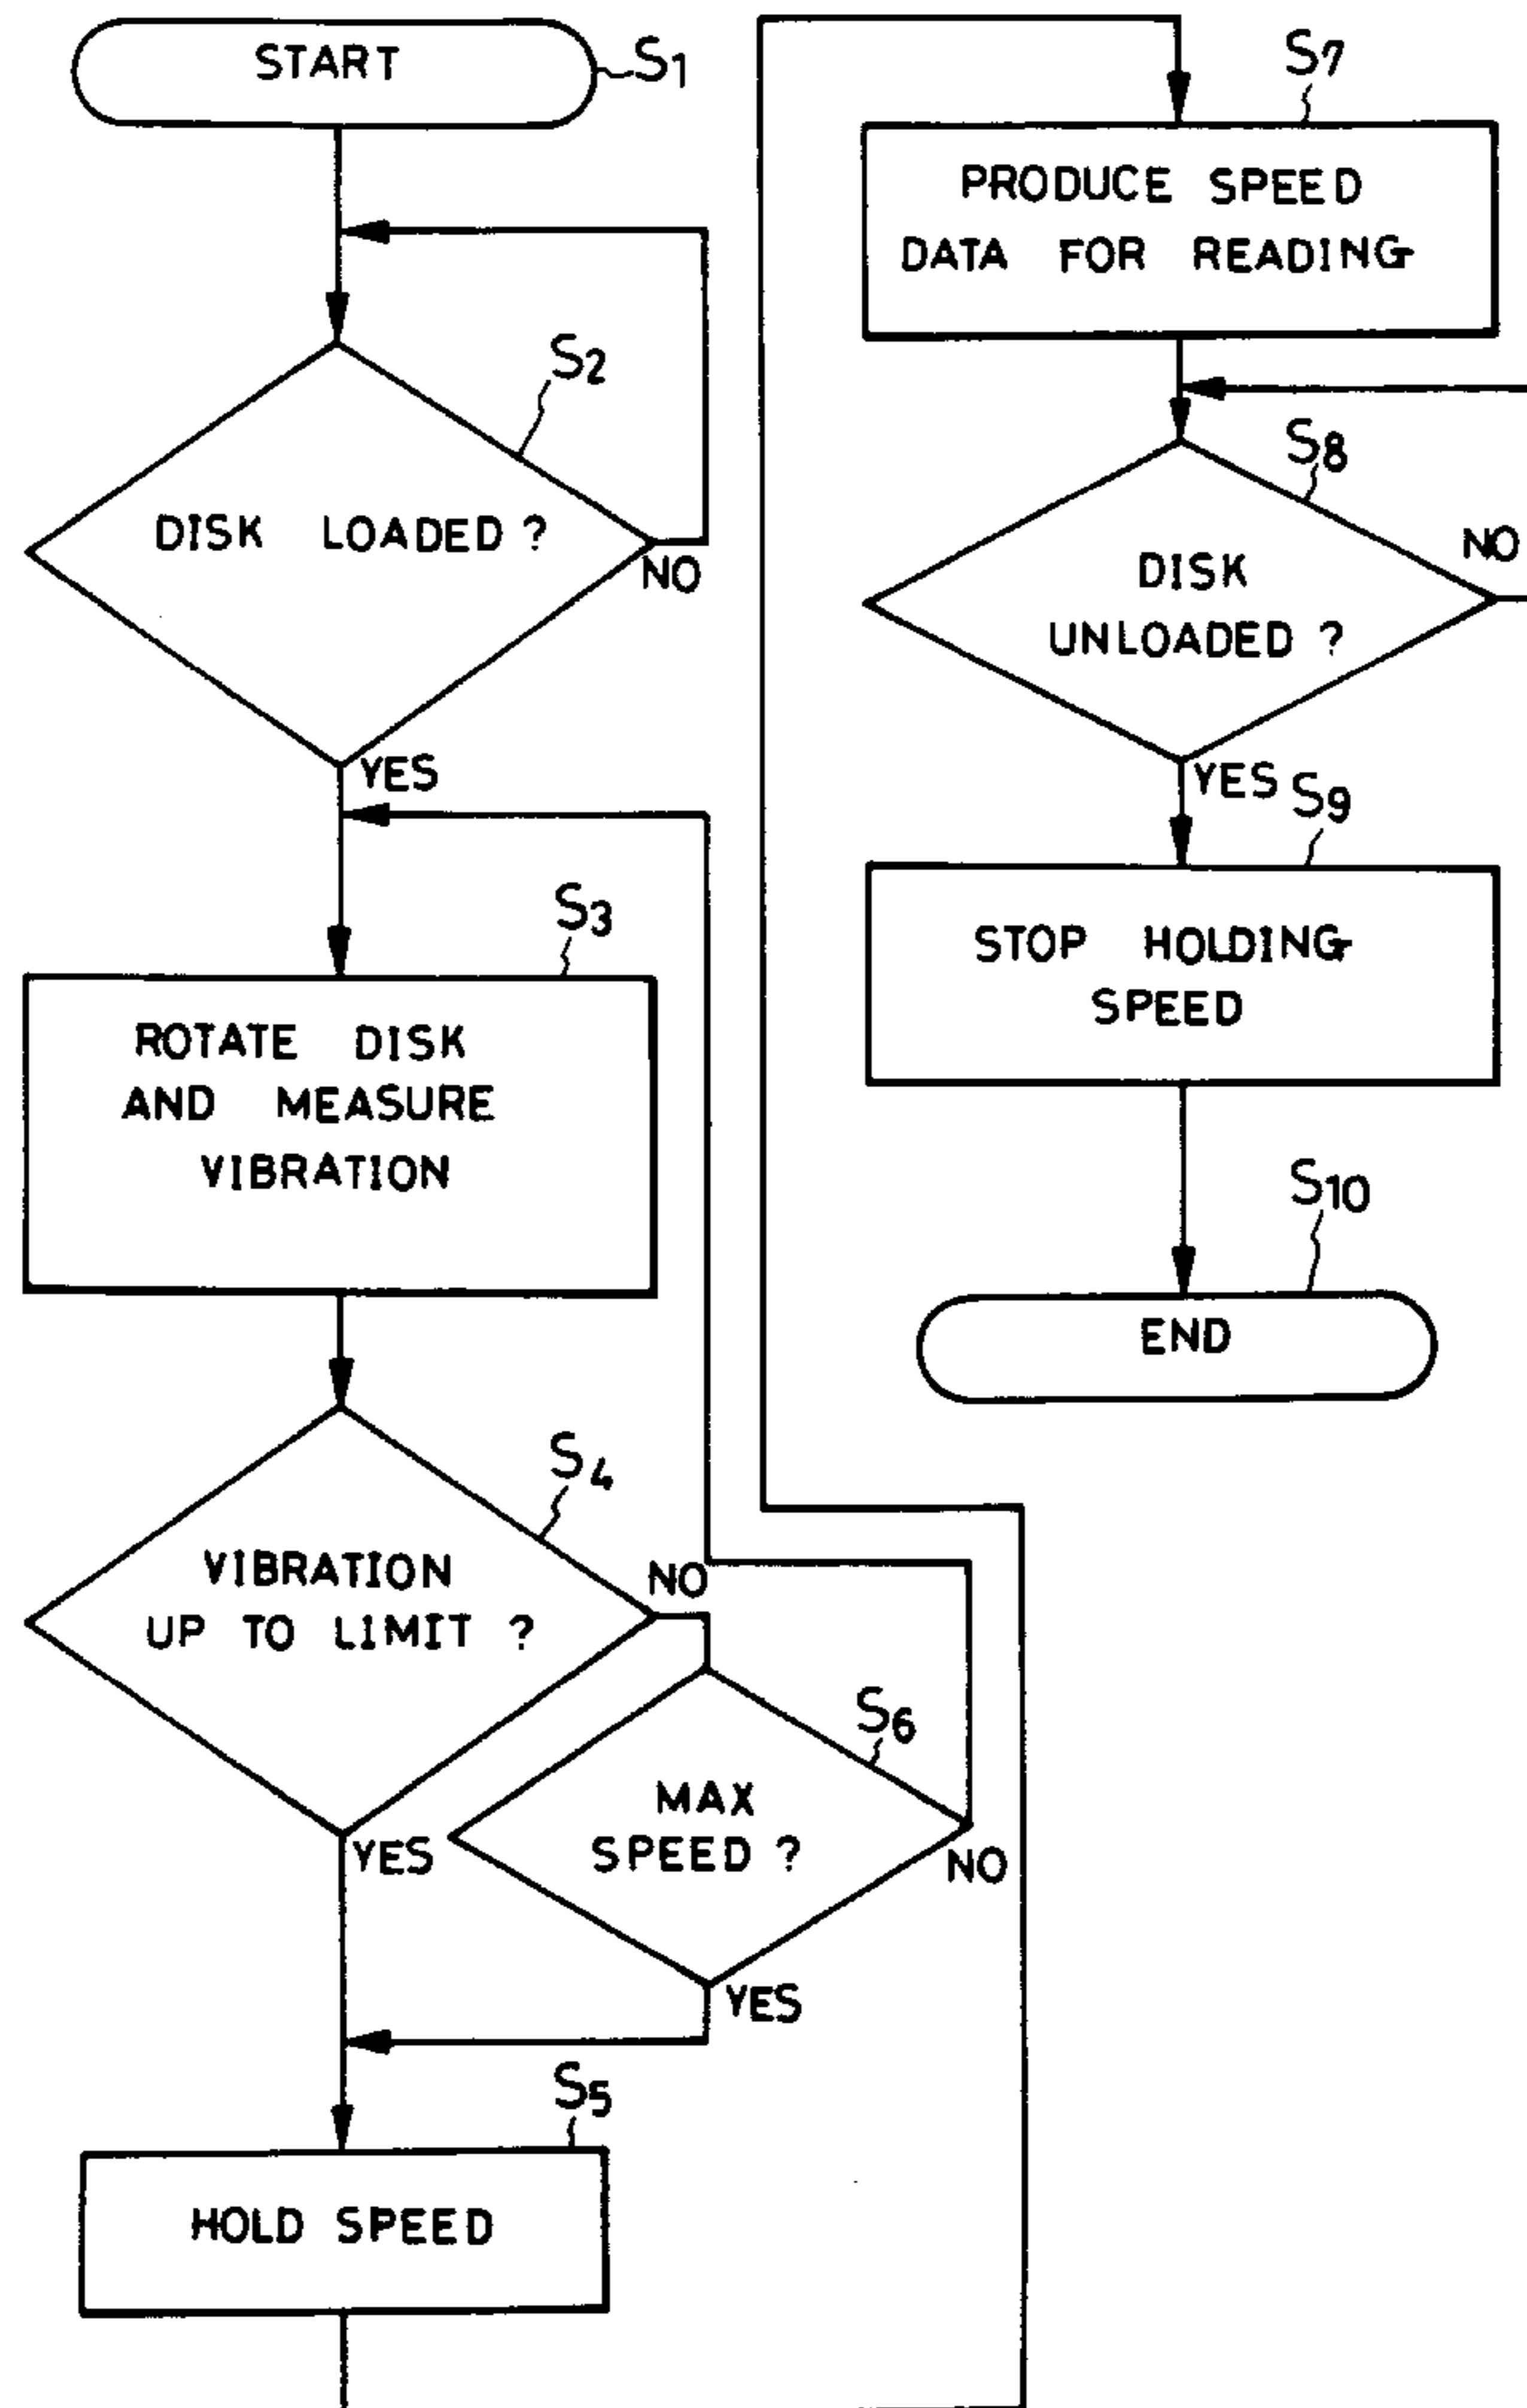 START
S1
S2
DISK LOADED ?
NO
YES
S3
ROTATE DISK
AND MEASURE
VIBRATION
S4
VIBRATION
UP TO LIMIT ?
NO
YES
S6
MAX
SPEED ?
NO
YES
S5
HOLD SPEED
S7
PRODUCE SPEED
DATA FOR READING
S8
DISK
UNLOADED ?
NO
YES
S9
STOP HOLDING
SPEED
S10
END